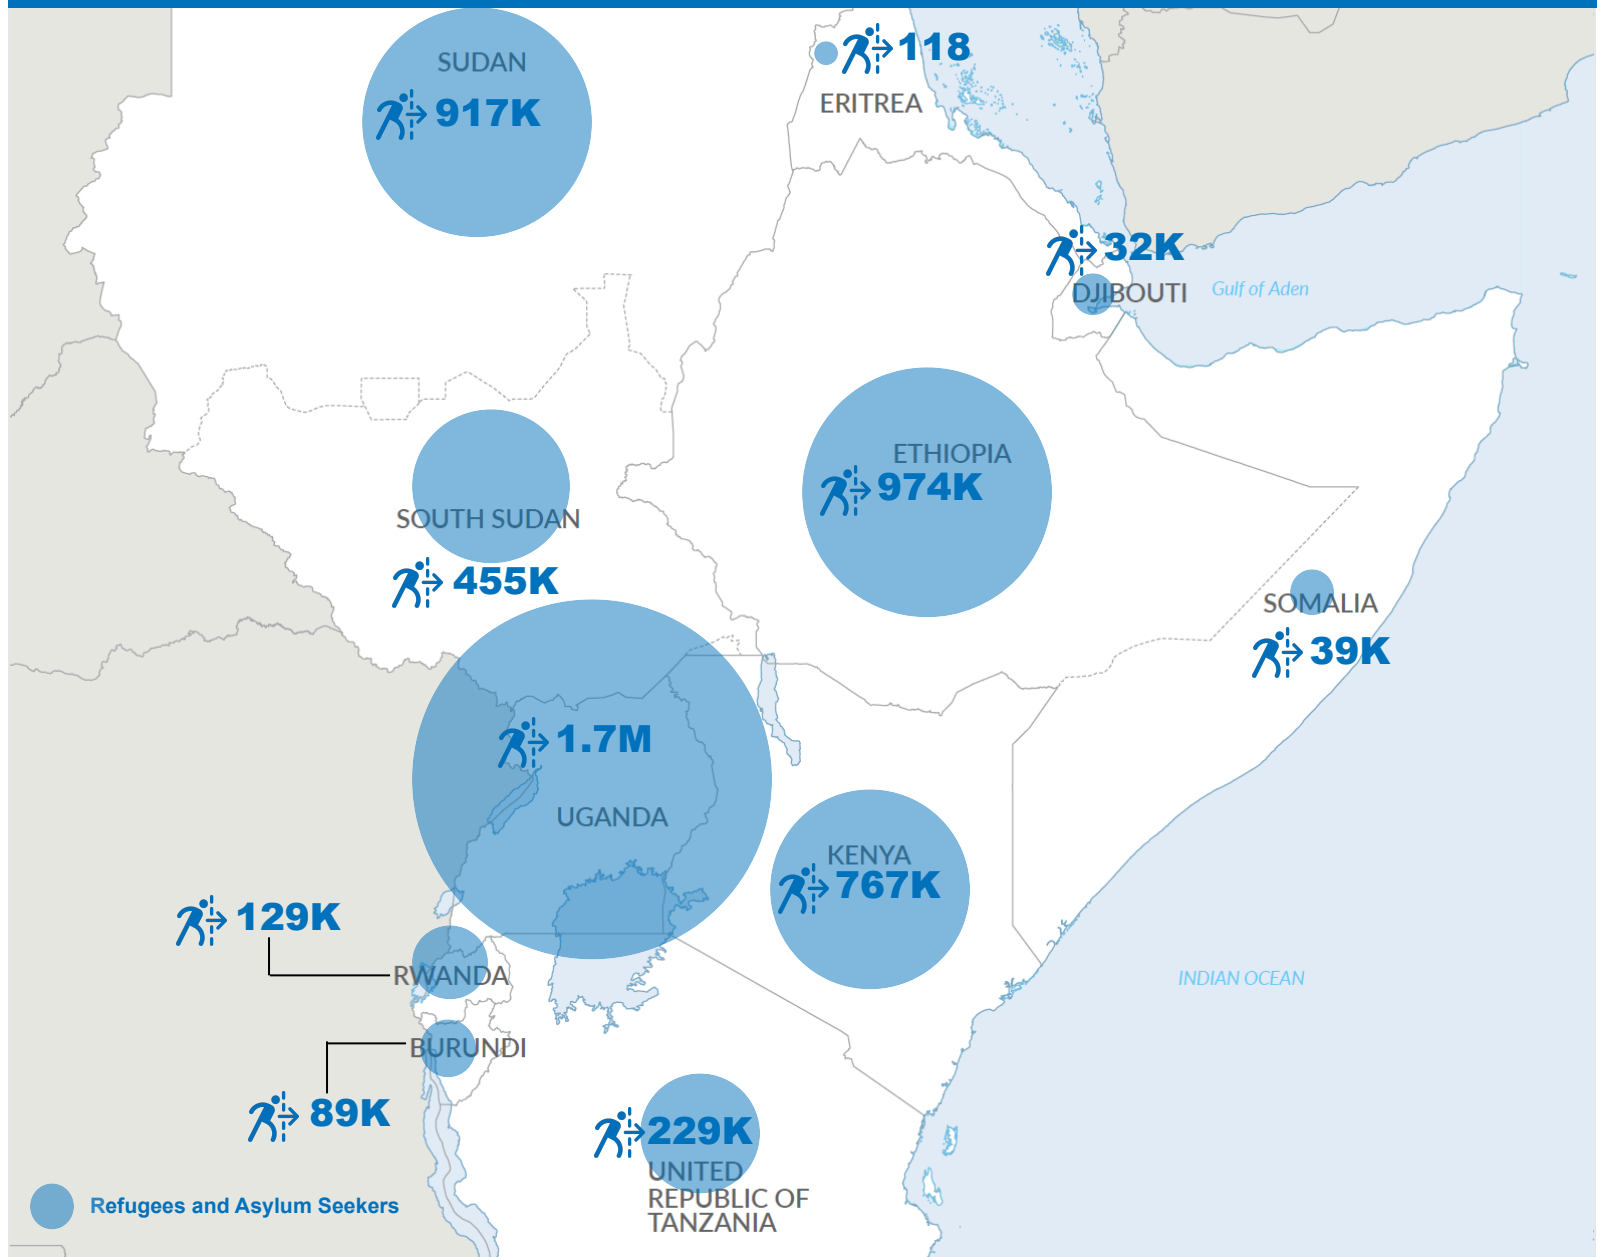 SUDAN
917K
118
ERITREA
32K
DJIBOUTI
Gulf of Aden
ETHIOPIA
974K
SOUTH SUDAN
455K
SOMALIA
39K
1.7M
UGANDA
KENYA
767K
129K
RWANDA
INDIAN OCEAN
BURUNDI
89K
229K
UNITED
REPUBLIC OF
TANZANIA
Refugees and Asylum Seekers